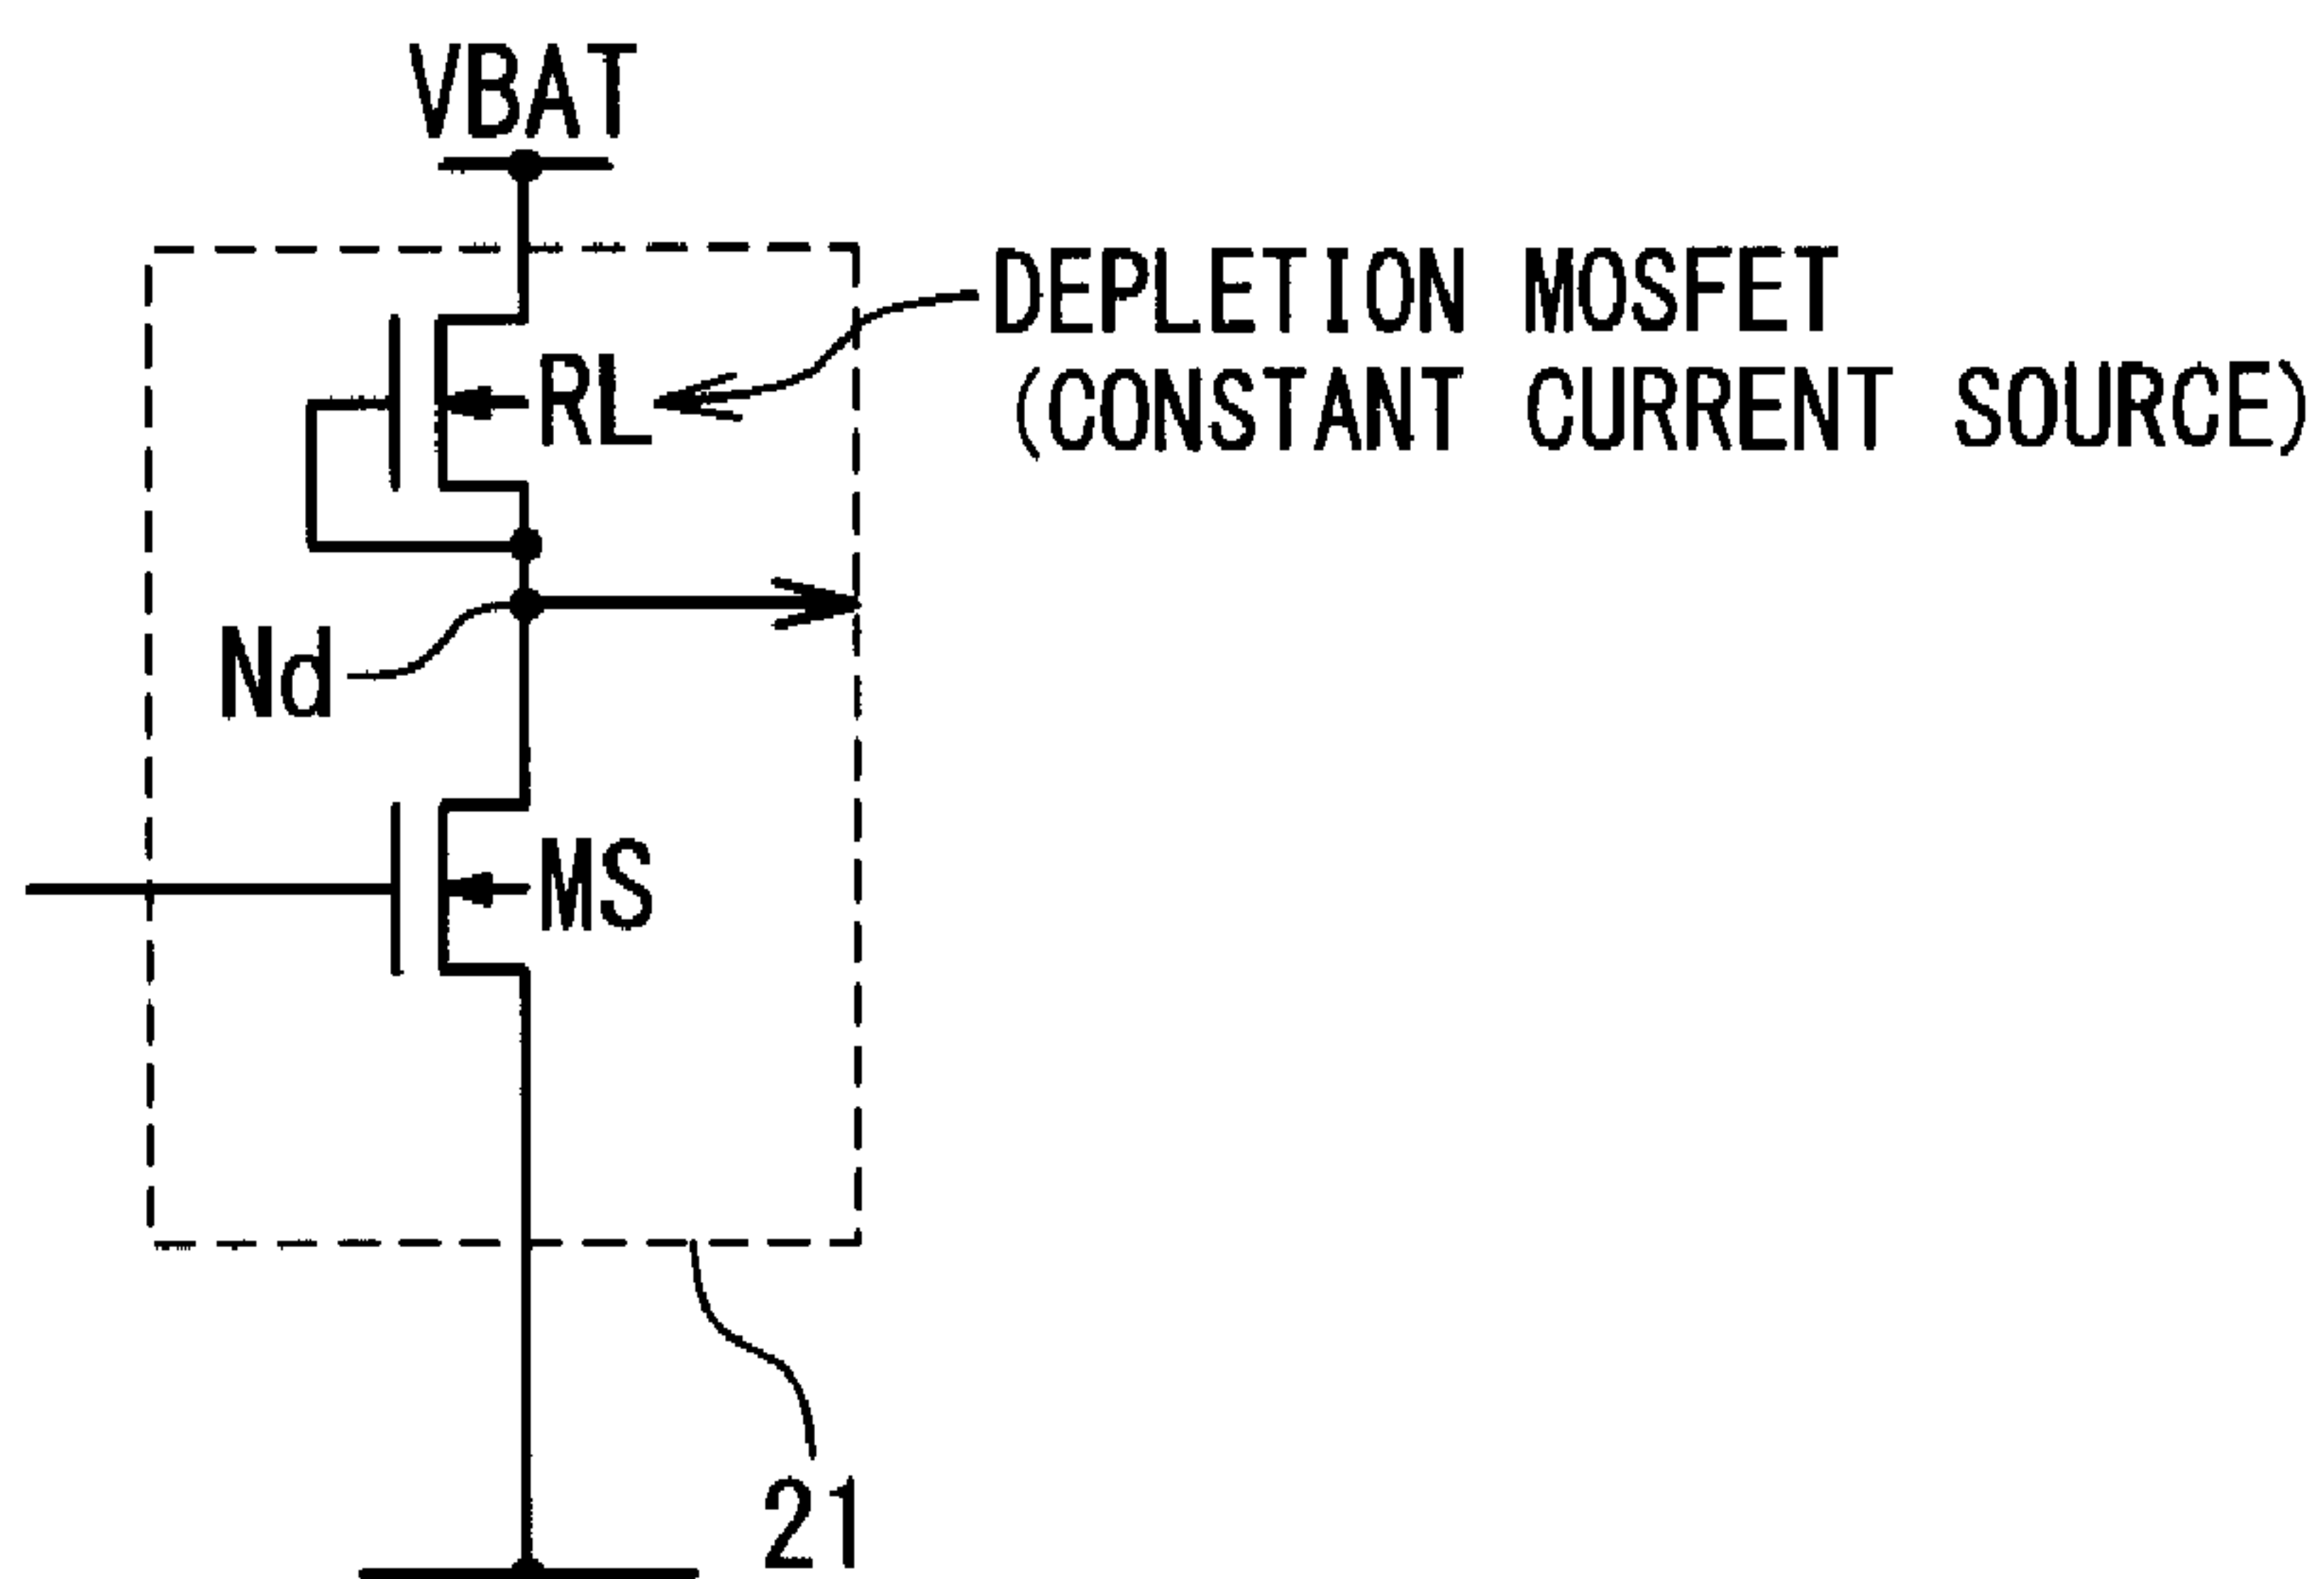 VBAT
DEPLETION MOSFET
(CONSTANT CURRENT SOURCE)
RL
Nd
MS
21